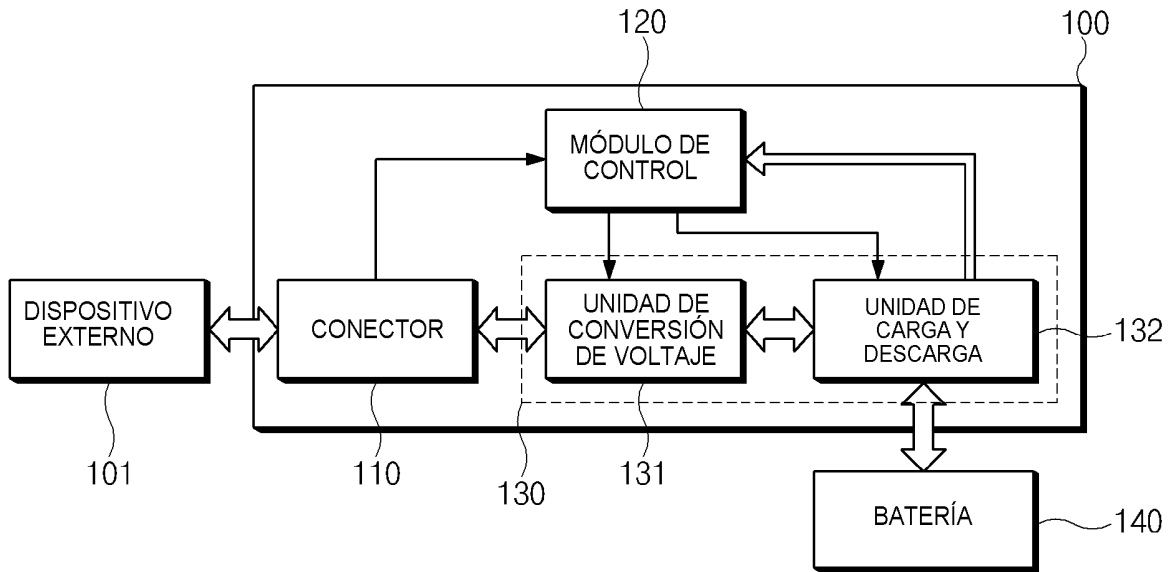 100
120
MÓDULO DE
CONTROL
DISPOSITIVO
EXTERNO
CONECTOR
UNIDAD DE
CONVERSIÓN
DE VOLTAJE
UNIDAD DE
CARGA Y
DESCARGA
132
101
110
130
131
BATERÍA
140